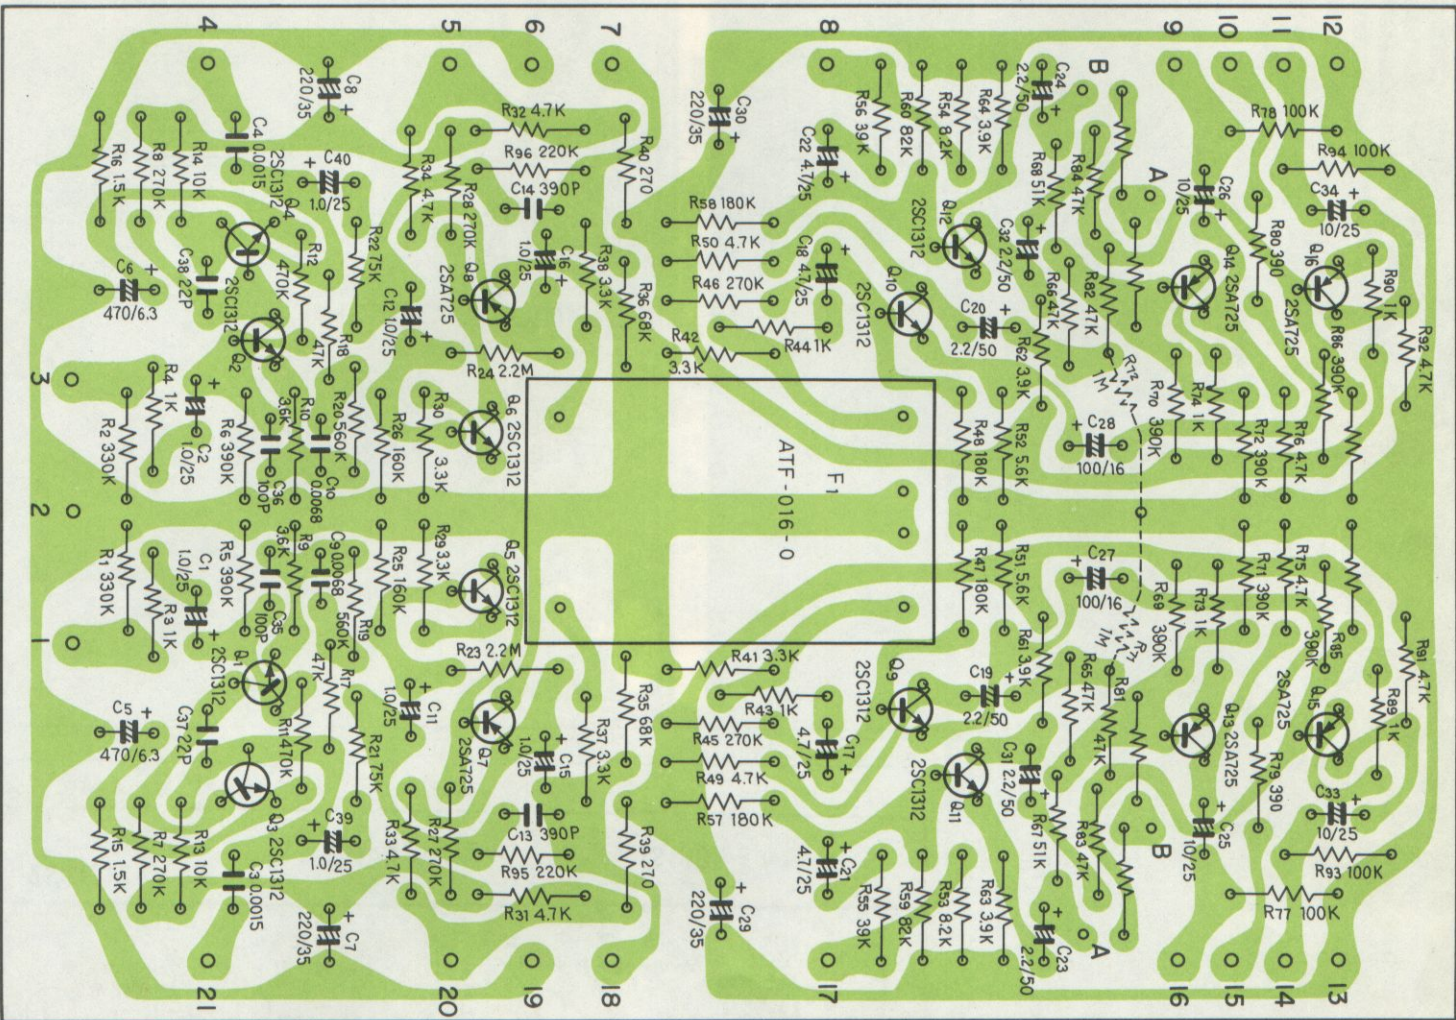 4
5
6
7
8
9
10
11
12
C8
220/35 +
C4 0.0015
2SC1312
Q4
C40
+
1.0/25
R16 1.5K
R8 270K
R14 10K
R32 4.7K
R96 220K
C14 390P
R34 4.7K
R28 270K
R40 270
C30
220/35 +
C22 4.7/25
+
R56 39K
R60 82K
R54 8.2K
R64 3.9K
C24
2.2/50
+
B
A
R68 51K
R84 47K
R78 100K
R94 100K
C26
10/25
+
C34
+
10/25
R58 180K
R50 4.7K
R46 270K
R44 1K
R42
3.3K
C18 4.7/25
+
Q12
2SC1312
Q10
2SC1312
C32 2.2/50
+
C20
2.2/50
+
R66 47K
R82 47K
R62 3.9K
Q14
2SA725
R80 390
Q16
2SA725
R90 1K
R92 4.7K
R86 390K
C6
+
470/6.3
C38 22P
2SC1312
Q2
R12
470K
R22 75K
R18
47K
C12 1.0/25
+
Q8
2SA725
C16
1.0/25
+
R38 3.3K
R36 68K
R24 2.2M
3
R4 1K
R2 330K
C2
1.0/25
+
R6 390K
R10
3.6K
C36
100P
C10
0.0068
R20 560K
R26 160K
R30
3.3K
Q6 2SC1312
F1
ATF-016-0
R48 180K
R52 5.6K
C28
100/16
+
1M
R70 390K
R74 1K
R72 390K
R76 4.7K
2
R1 330K
R3 1K
C1
1.0/25
+
R5 390K
3.6K
R9
C35
100P
C9 0.0068
560K
R19
R25 160K
R29 3.3K
Q5 2SC1312
R47 180K
R51 5.6K
C27
+
100/16
1M
R69 390K
R73 1K
R71 390K
R75 4.7K
R85
390K
1
2SC1312
Q1
47K
R17
R23 2.2M
R41 3.3K
R43 1K
R45 270K
R49 4.7K
R57 180K
Q9
2SC1312
C19
+
2.2/50
R61 3.9K
R65 47K
R81
47K
Q13
2SA725
2SA725
Q15
R91 4.7K
R89 1K
R79 390
C5
+
470/6.3
C37 22P
R11 470K
R21 75K
1.0/25
C11
+
Q7
2SA725
1.0/25
C15
+
R37 3.3K
R35 68K
4.7/25
C17
+
2SC1312
Q11
C31 2.2/50
+
R67 51K
R83 47K
B
C25
10/25
+
C33
+
10/25
R93 100K
R77 100K
R15 1.5K
R7 270K
R13 10K
Q3 2SC1312
C3 0.0015
C39
+
1.0/25
R33 4.7K
R27 270K
C13 390P
R95 220K
R31 4.7K
R39 270
+ C7
220/35
+ C29
220/35
+ C21
4.7/25
R55 39K
R59 82K
R53 8.2K
R63 3.9K
C23
2.2/50
+
A
21
20
19
18
17
16
15
14
13